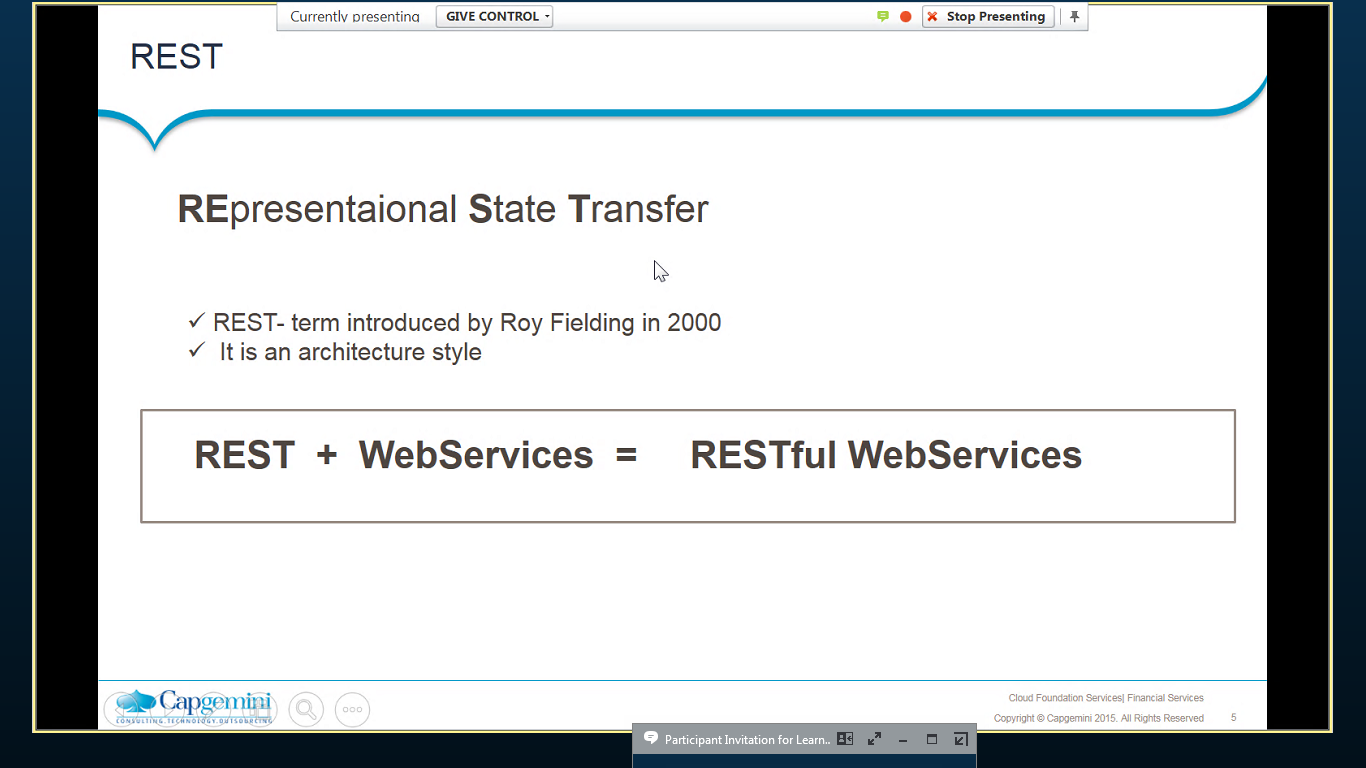 Currently presenting GIVE CONTROL Stop Presenting
REST
REpresentaional State Transfer
✓ REST- term introduced by Roy Fielding in 2000
✓ It is an architecture style
REST + WebServices = RESTful WebServices
Capgemini
CONSULTING.TECHNOLOGY.OUTSOURCING
Cloud Foundation Services| Financial Services
Copyright © Capgemini 2015. All Rights Reserved 5
Participant Invitation for Learn..